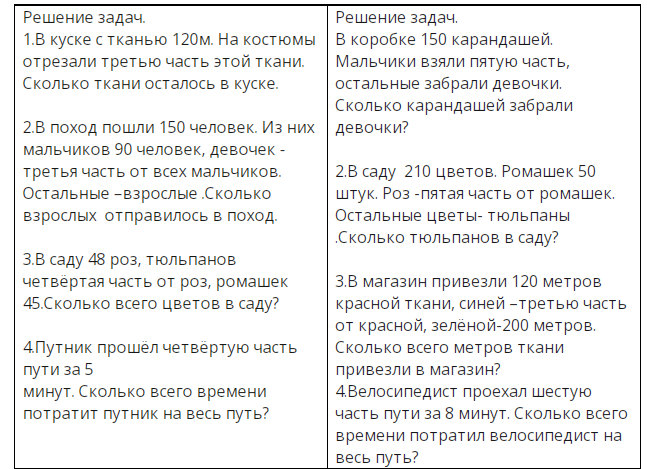 Решение задач.
1.В куске с тканью 120м. На костюмы
отрезали третью часть этой ткани.
Сколько ткани осталось в куске.
2.В поход пошли 150 человек. Из них
мальчиков 90 человек, девочек -
третья часть от всех мальчиков.
Остальные –взрослые .Сколько
взрослых  отправилось в поход.
3.В саду 48 роз, тюльпанов
четвёртая часть от роз, ромашек
45.Сколько всего цветов в саду?
4.Путник прошёл четвёртую часть
пути за 5
минут. Сколько всего времени
потратит путник на весь путь?
Решение задач.
В коробке 150 карандашей.
Мальчики взяли пятую часть,
остальные забрали девочки.
Сколько карандашей забрали
девочки?
2.В саду  210 цветов. Ромашек 50
штук. Роз -пятая часть от ромашек.
Остальные цветы- тюльпаны
.Сколько тюльпанов в саду?
3.В магазин привезли 120 метров
красной ткани, синей –третью часть
от красной, зелёной-200 метров.
Сколько всего метров ткани
привезли в магазин?
4.Велосипедист проехал шестую
часть пути за 8 минут. Сколько всего
времени потратил велосипедист на
весь путь?